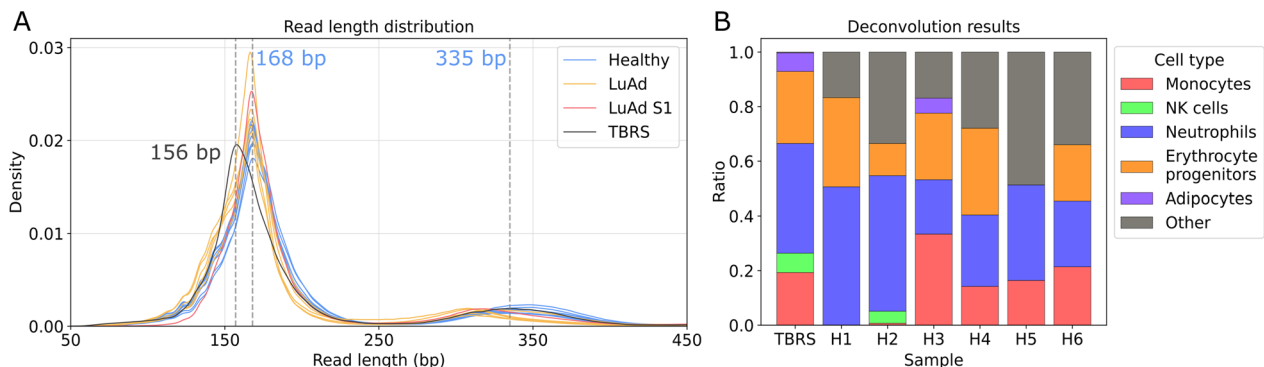 A
Read length distribution
0.03
0.02
0.01
0.00
Density
168 bp
335 bp
156 bp
Healthy
LuAd
LuAd S1
TBRS
50
150
250
350
450
Read length (bp)
B
Deconvolution results
1.0
0.8
0.6
0.4
0.2
0.0
Ratio
TBRS
H1
H2
H3
H4
H5
H6
Sample
Cell type
Monocytes
NK cells
Neutrophils
Erythrocyte
progenitors
Adipocytes
Other